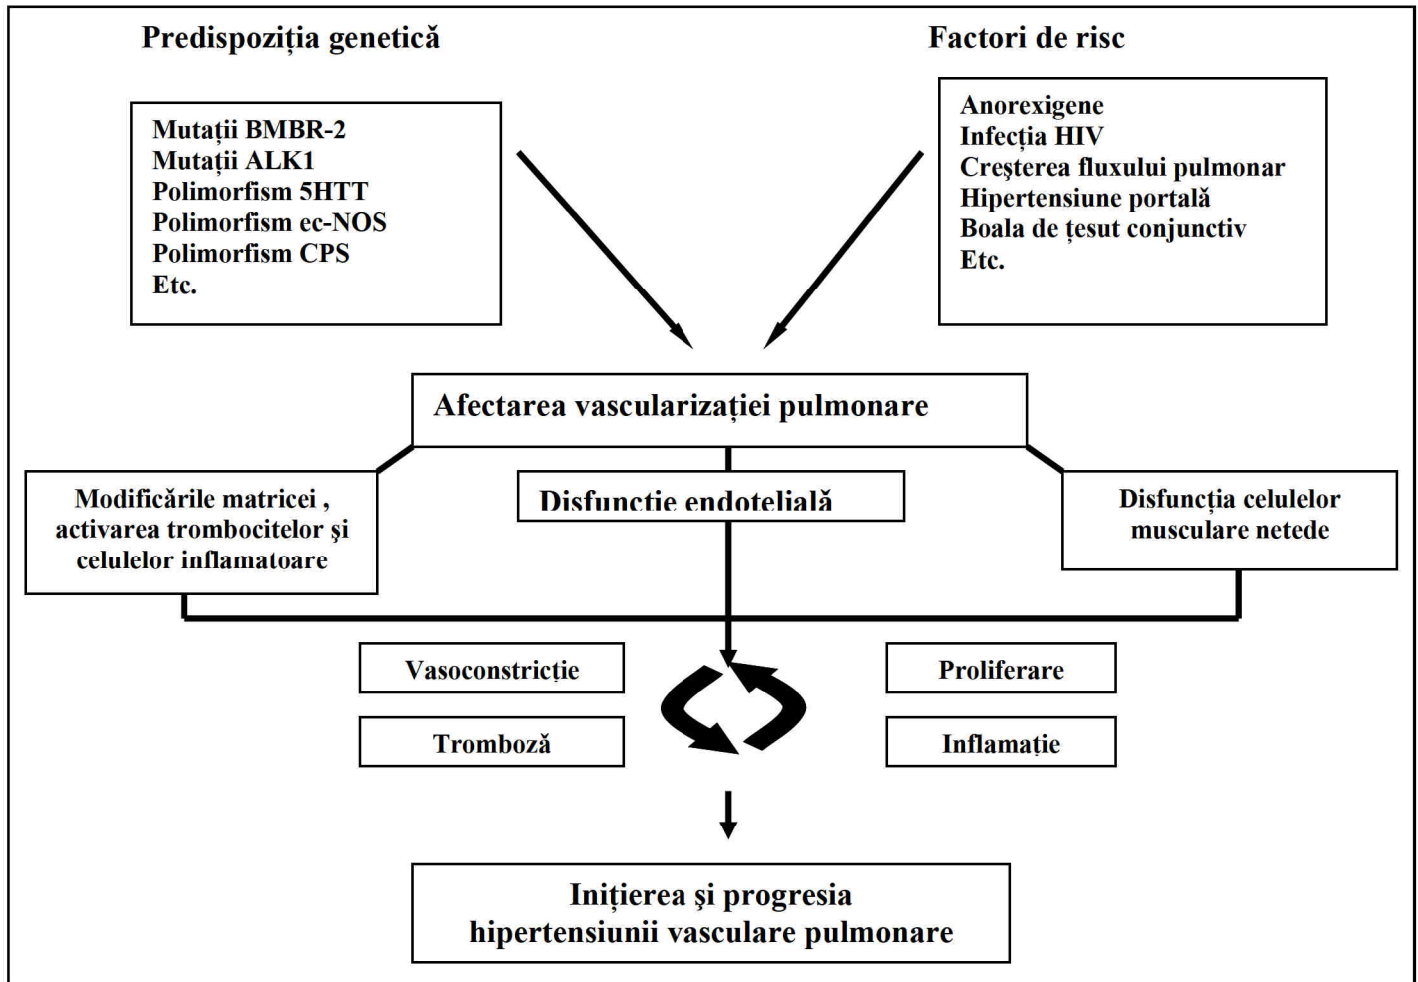 Predispoziția genetică
Factori de risc
Mutații BMBR-2
Mutații ALK1
Polimorfism 5HTT
Polimorfism ec-NOS
Polimorfism CPS
Etc.
Anorexigene
Infecția HIV
Creşterea fluxului pulmonar
Hipertensiune portală
Boala de țesut conjunctiv
Etc.
Afectarea vascularizației pulmonare
Modificările matricei ,
activarea trombocitelor şi
celulelor inflamatoare
Disfuncție endotelială
Disfuncția celulelor
musculare netede
Vasoconstricție
Proliferare
Tromboză
Inflamație
Inițierea şi progresia
hipertensiunii vasculare pulmonare